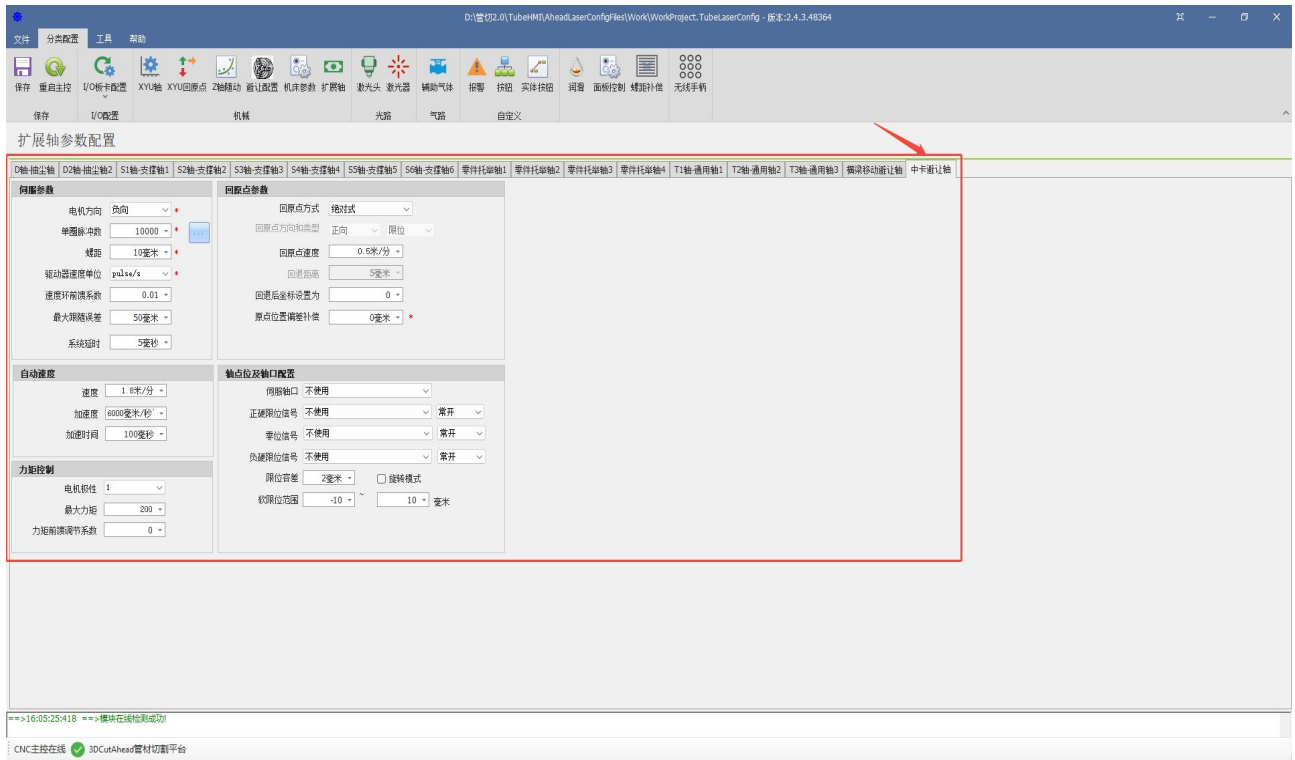 D:\管切2.0\TubeHMI\AheadLaserConfigFiles\Work\WorkProject.TubeLaserConfig - 版本:2.4.3.48364
文件 分类配置 工具 帮助
保存 重启主控 I/O板卡配置 XYU轴 XYU回原点 Z轴随动 避让配置 机床参数 扩展轴 激光头 激光器 辅助气体 报警 按钮 实体按钮 润滑 面板控制 螺距补偿 无线手柄
保存 I/O配置 机械 光路 气路 自定义
扩展轴参数配置
D轴-抽尘轴 D2轴-抽尘轴2 S1轴-支撑轴1 S2轴-支撑轴2 S3轴-支撑轴3 S4轴-支撑轴4 S5轴-支撑轴5 S6轴-支撑轴6 零件托举轴1 零件托举轴2 零件托举轴3 零件托举轴4 T1轴-通用轴1 T2轴-通用轴2 T3轴-通用轴3 横梁移动避让轴 中卡避让轴
伺服参数
电机方向 负向 *
单圈脉冲数 10000 * ...
螺距 10毫米 *
驱动器速度单位 pulse/s *
速度环前馈系数 0.01
最大跟随误差 50毫米
系统延时 5毫秒
回原点参数
回原点方式 绝对式
回原点方向和类型 正向 限位
回原点速度 0.5米/分
回退距离 5毫米
回退后坐标设置为 0
原点位置偏差补偿 0毫米 *
自动速度
速度 1.8米/分
加速度 6000毫米/秒²
加速时间 100毫秒
力矩控制
电机极性 1
最大力矩 200
力矩前馈调节系数 0
轴点位及轴口配置
伺服轴口 不使用
正硬限位信号 不使用 常开
零位信号 不使用 常开
负硬限位信号 不使用 常开
限位容差 2毫米 旋转模式
软限位范围 -10 ~ 10 毫米
==>16:05:25:418 ==>模块在线检测成功!
CNC主控在线 3DCutAhead管材切割平台